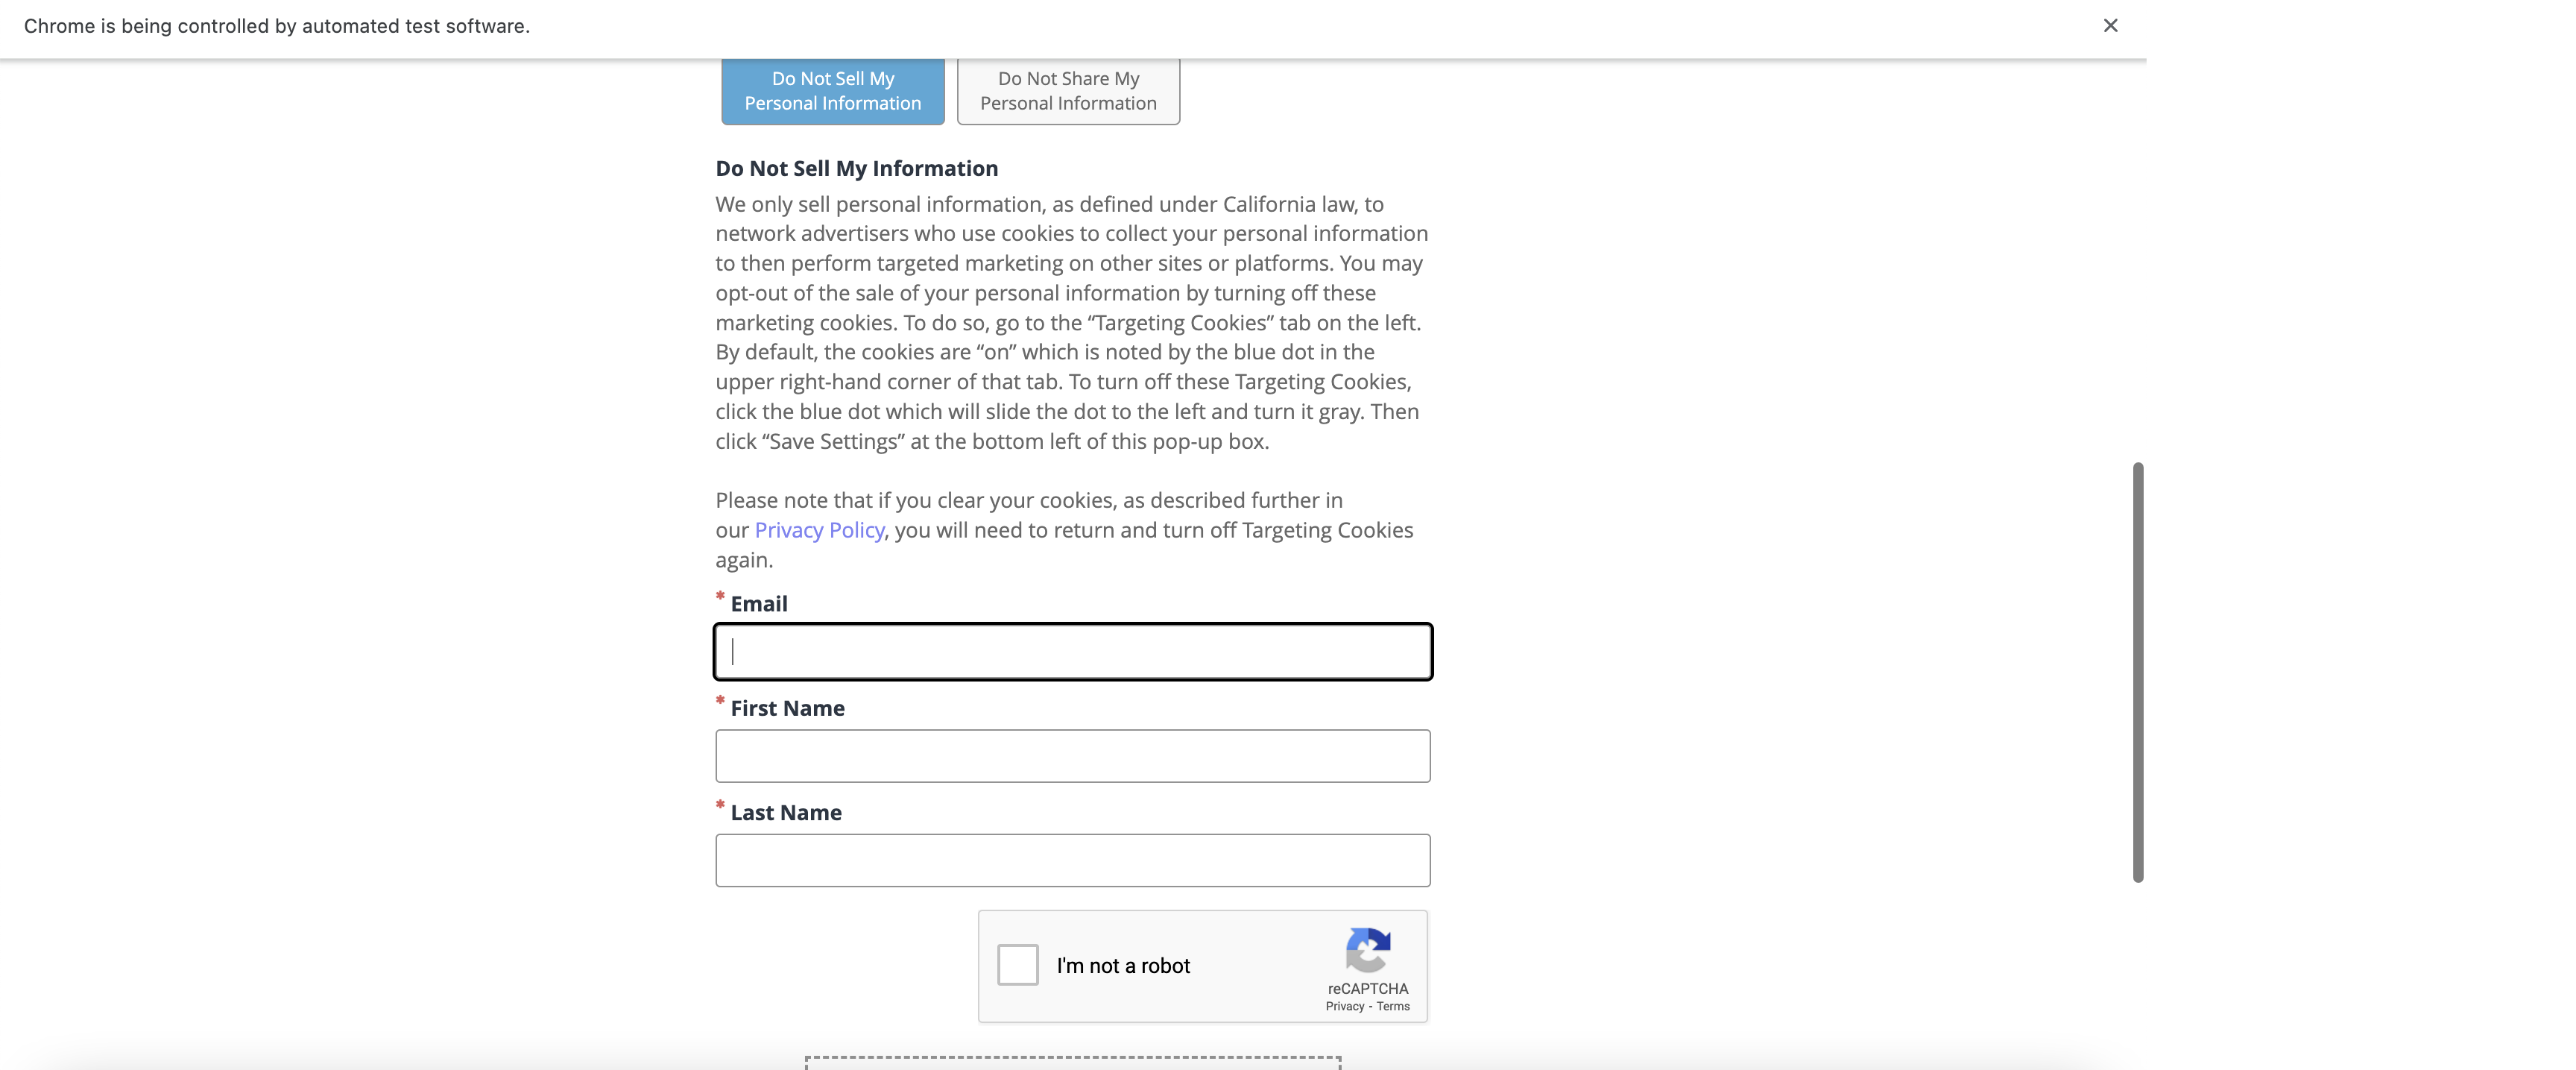 Chrome is being controlled by automated test software.
Do Not Sell My
Personal Information
Do Not Share My
Personal Information
Do Not Sell My Information
We only sell personal information, as defined under California law, to
network advertisers who use cookies to collect your personal information
to then perform targeted marketing on other sites or platforms. You may
opt-out of the sale of your personal information by turning off these
marketing cookies. To do so, go to the “Targeting Cookies” tab on the left.
By default, the cookies are “on” which is noted by the blue dot in the
upper right-hand corner of that tab. To turn off these Targeting Cookies,
click the blue dot which will slide the dot to the left and turn it gray. Then
click “Save Settings” at the bottom left of this pop-up box.
Please note that if you clear your cookies, as described further in
our Privacy Policy, you will need to return and turn off Targeting Cookies
again.
* Email
* First Name
* Last Name
I'm not a robot
reCAPTCHA
Privacy - Terms